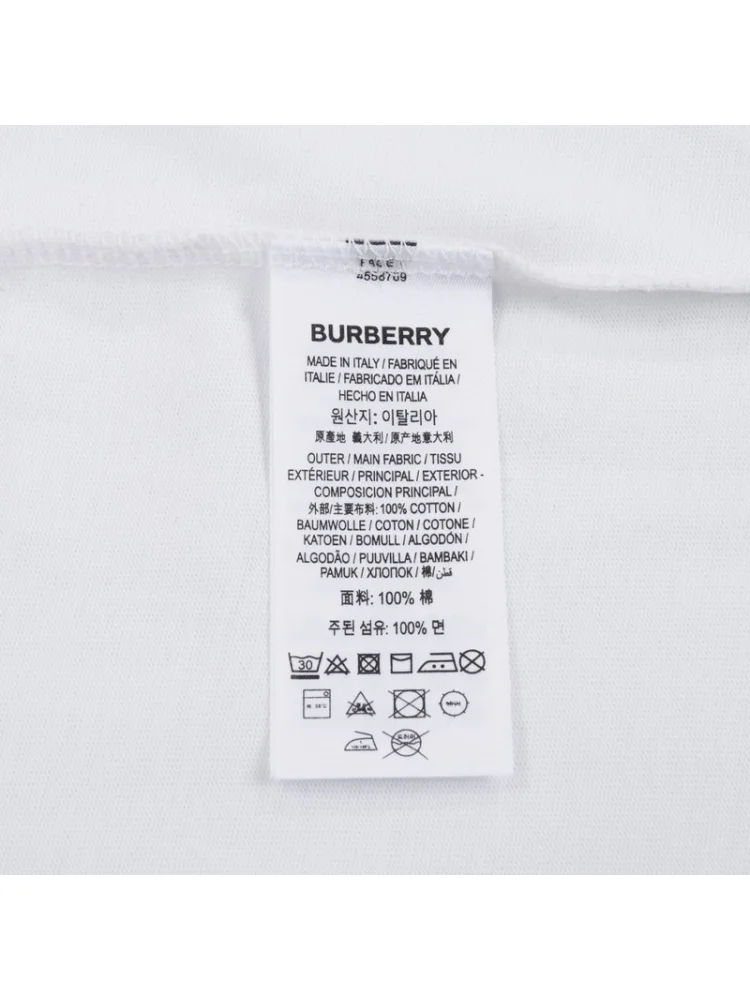 #558709
BURBERRY
MADE IN ITALY / FABRIQUÉ EN
ITALIE / FABRICADO EM ITÁLIA /
HECHO EN ITALIA
원산지: 이탈리아
原產地 義大利 / 原产地意大利
OUTER / MAIN FABRIC / TISSU
EXTÉRIEUR / PRINCIPAL / EXTERIOR -
COMPOSICION PRINCIPAL /
外部/主要布料: 100% COTTON /
BAUMWOLLE / COTON / COTONE /
KATOEN / BOMULL / ALGODÓN /
ALGODÃO / PUUVILLA / BAMBAKI /
PAMUK / ХЛОПОК / 棉/ قطن
面料: 100% 棉
주된 섬유: 100% 면
30